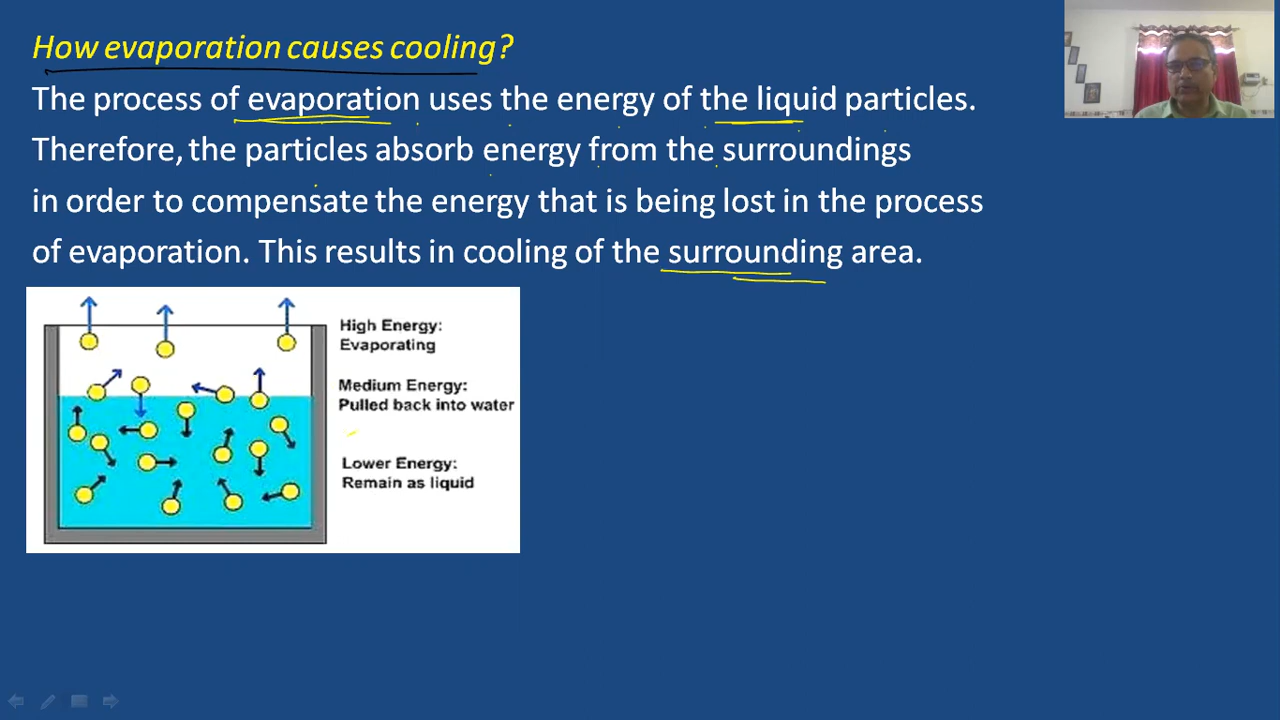 How evaporation causes cooling?
The process of evaporation uses the energy of the liquid particles.
Therefore, the particles absorb energy from the surroundings
in order to compensate the energy that is being lost in the process
of evaporation. This results in cooling of the surrounding area.
High Energy:
Evaporating
Medium Energy:
Pulled back into water
Lower Energy:
Remain as liquid